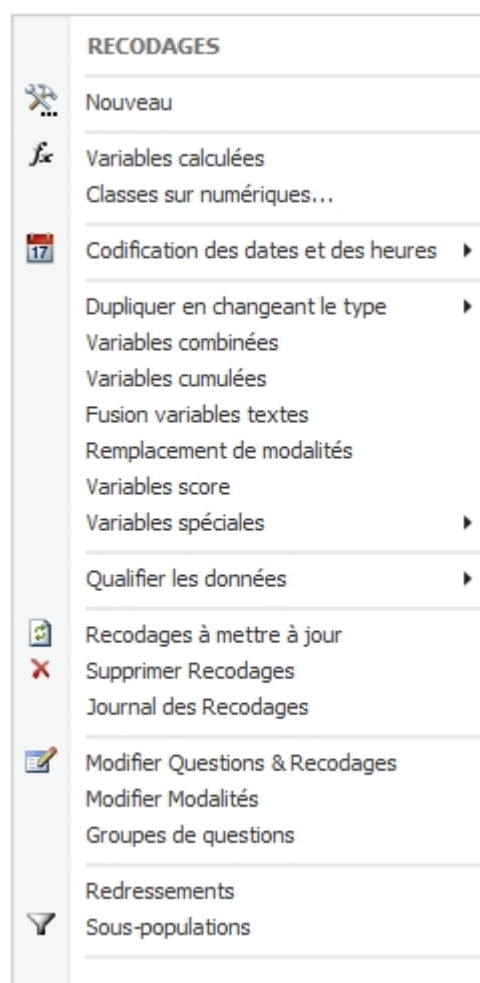 RECODAGES
Nouveau
fx
Variables calculées
Classes sur numériques...
17
Codification des dates et des heures
Dupliquer en changeant le type
Variables combinées
Variables cumulées
Fusion variables textes
Remplacement de modalités
Variables score
Variables spéciales
Qualifier les données
Recodages à mettre à jour
Supprimer Recodages
Journal des Recodages
Modifier Questions & Recodages
Modifier Modalités
Groupes de questions
Redressements
Sous-populations